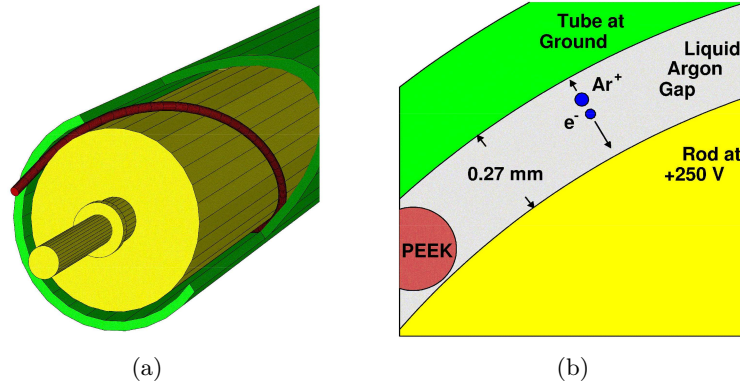 Tube at
Ground
Liquid
Argon
Gap
Ar+
e-
0.27 mm
Rod at
+250 V
PEEK
(a)
(b)